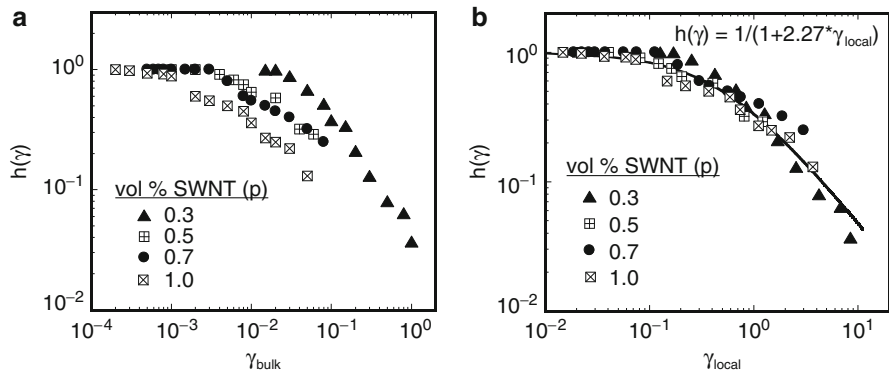 a
10⁰
10⁻¹
10⁻²
h(γ)
vol % SWNT (p)
0.3
0.5
0.7
1.0
10⁻⁴
10⁻³
10⁻²
10⁻¹
10⁰
γbulk
b
h(γ) = 1/(1+2.27*γlocal)
10⁰
10⁻¹
10⁻²
h(γ)
vol % SWNT (p)
0.3
0.5
0.7
1.0
10⁻²
10⁻¹
10⁰
10¹
γlocal